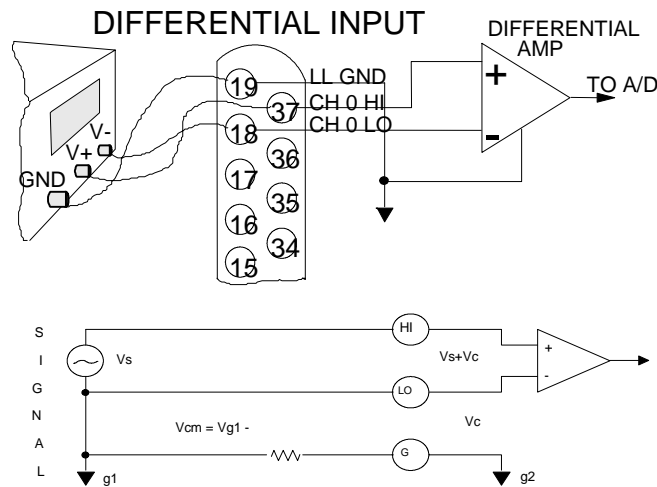 DIFFERENTIAL INPUT
DIFFERENTIAL
AMP
19
LL GND
+
TO A/D
37
CH 0 HI
V-
18
CH 0 LO
-
V+
36
GND
17
35
16
34
15
S
I
G
N
A
L
HI
Vs
Vs+Vc
+
-
LO
Vcm = Vg1 -
Vc
G
g1
g2